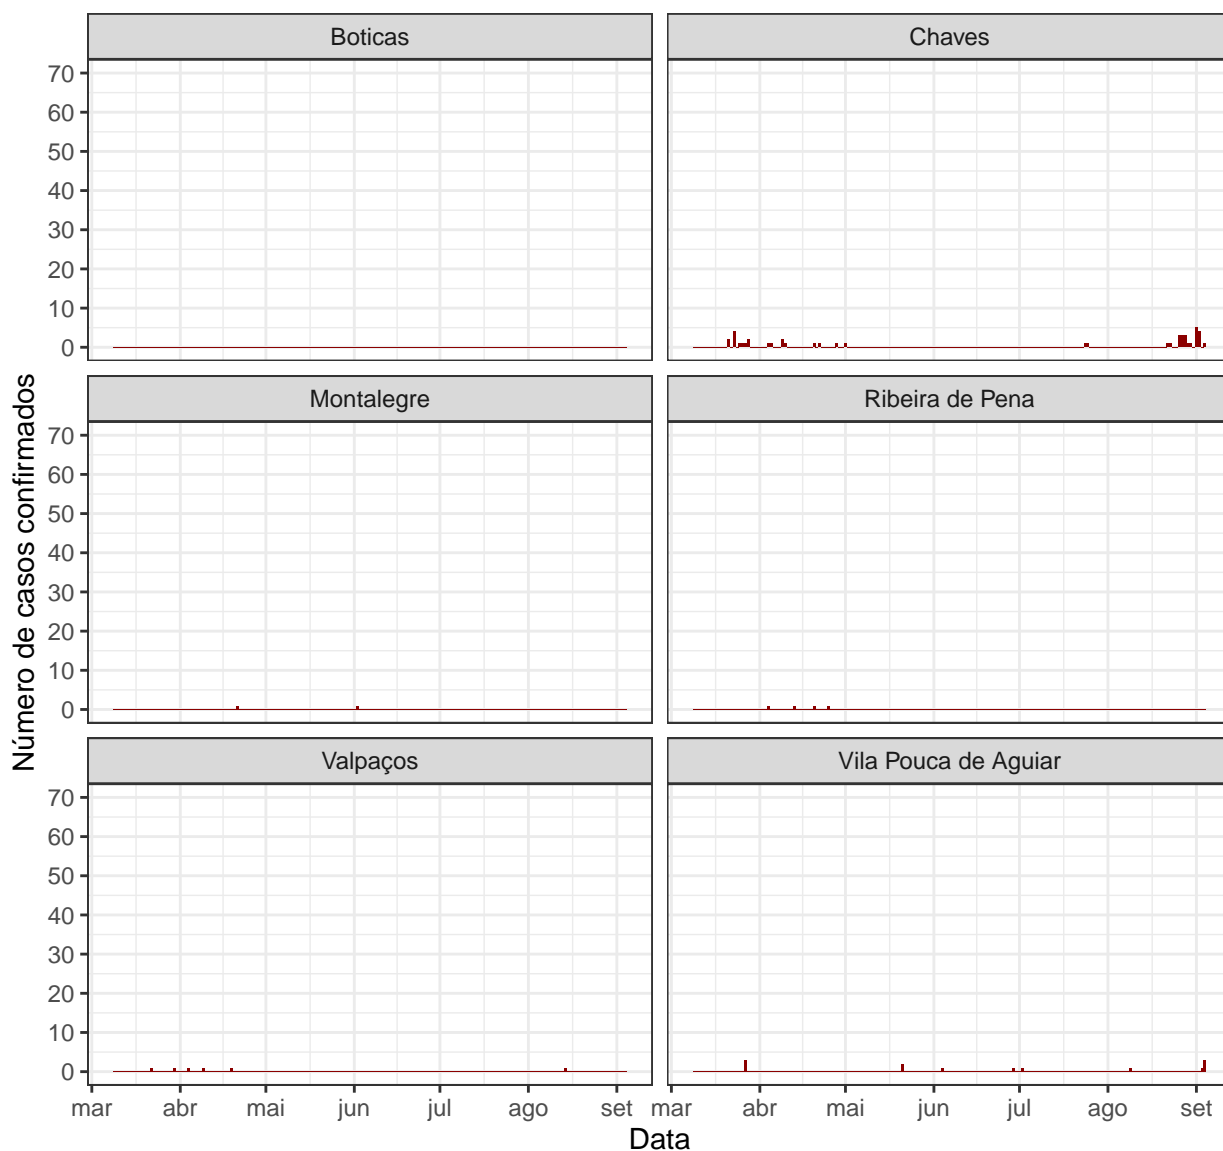 Boticas
Chaves
70
60
50
40
30
20
10
0
Montalegre
Ribeira de Pena
70
60
50
40
30
20
10
0
Valpaços
Vila Pouca de Aguiar
70
60
50
40
30
20
10
0
mar abr mai jun jul ago set
mar abr mai jun jul ago set
Data
Número de casos confirmados